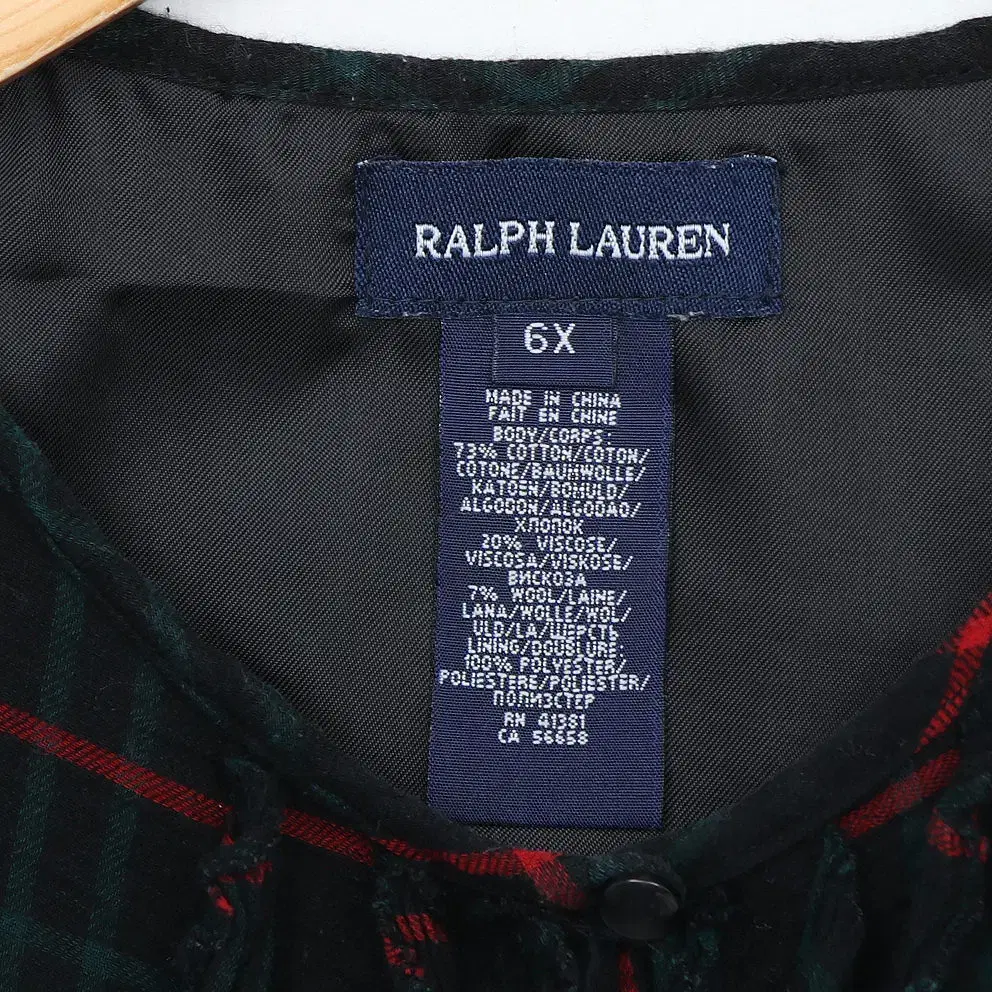 RALPH LAUREN
6X
MADE IN CHINA
FAIT EN CHINE
BODY/CORPS:
73% COTTON/COTON/
COTONE/BAUMWOLLE/
KATOEN/BOMULD/
ALGODON/ALGODAO/
ХЛОПОК
20% VISCOSE/
VISCOSA/VISKOSE/
ВИСКОЗА
7% WOOL/LAINE/
LANA/WOLLE/WOL/
ULD/LA/ШЕРСТЬ
LINING/DOUBLURE:
100% POLYESTER/
POLIESTERE/POLIESTER/
ПОЛИЭСТЕР
RN 41381
CA 56658